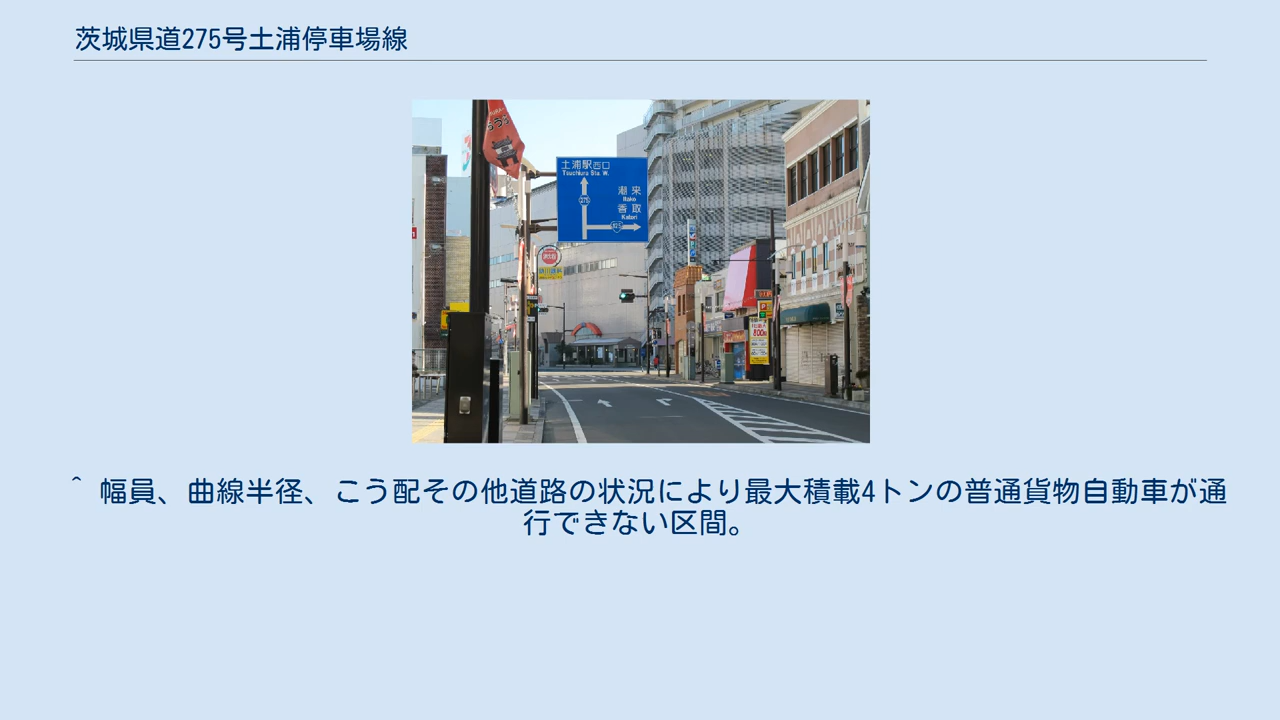 茨城県道275号土浦停車場線
土浦駅西口
Tsuchiura Sta. W.
潮来
Itako
275
香取
Katori
125
800
^ 幅員、曲線半径、こう配その他道路の状況により最大積載4トンの普通貨物自動車が通
行できない区間。